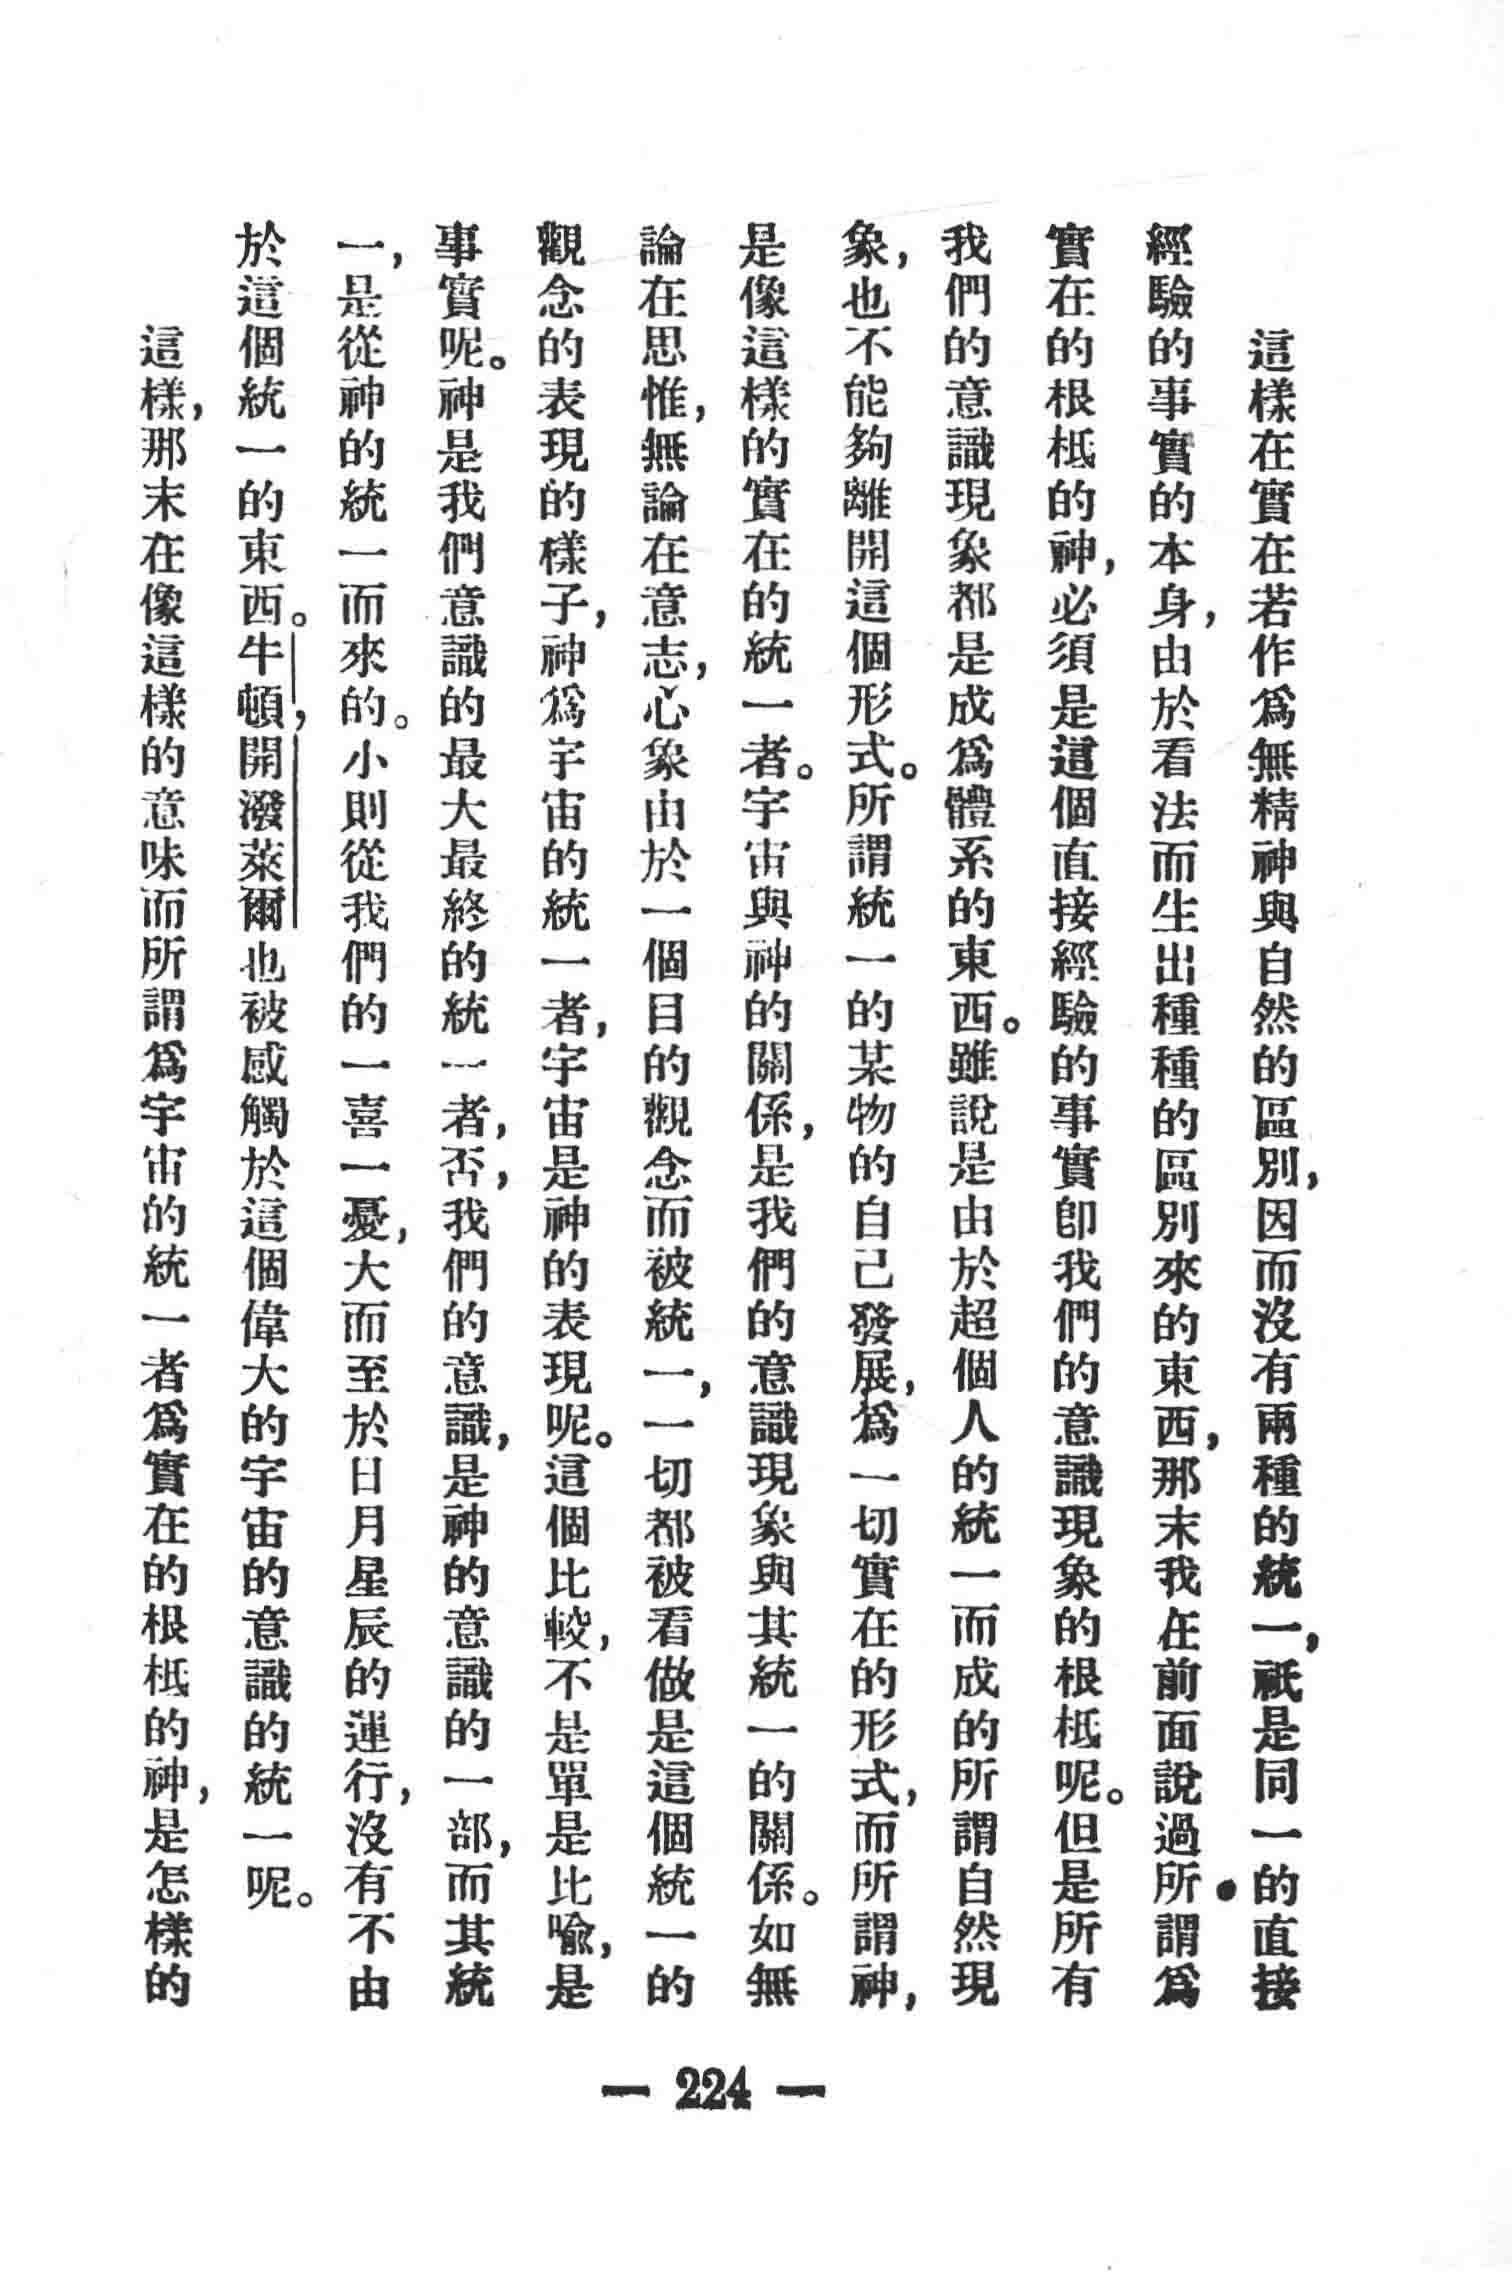 這樣在實在若作爲無精神與自然的區別，因而沒有兩種的統一，祇是同一的直接
經驗的事實的本身，由於看法而生出種種的區別來的東西，那末我在前面說過所謂爲
實在的根柢的神，必須是這個直接經驗的事實卽我們的意識現象的根柢呢。但是所有
我們的意識現象都是成爲體系的東西。雖說是由於超個人的統一而成的所謂自然現
象，也不能夠離開這個形式。所謂統一的某物的自己發展，爲一切實在的形式，而所謂神，
是像這樣的實在的統一者。宇宙與神的關係，是我們的意識現象與其統一的關係。如無
論在思惟，無論在意志，心象由於一個目的觀念而被統一，一切都被看做是這個統一的
觀念的表現的樣子，神爲宇宙的統一者，宇宙是神的表現呢。這個比較，不是單是比喩，是
事實呢。神是我們意識的最大最終的統一者，否，我們的意識，是神的意識的一部，而其統
一，是從神的統一而來的。小則從我們的一喜一憂，大而至於日月星辰的運行，沒有不由
於這個統一的東西。牛頓，開潑萊爾也被感觸於這個偉大的宇宙的意識的統一呢。
這樣，那末在像這樣的意味而所謂爲宇宙的統一者爲實在的根柢的神，是怎樣的
— 224 —